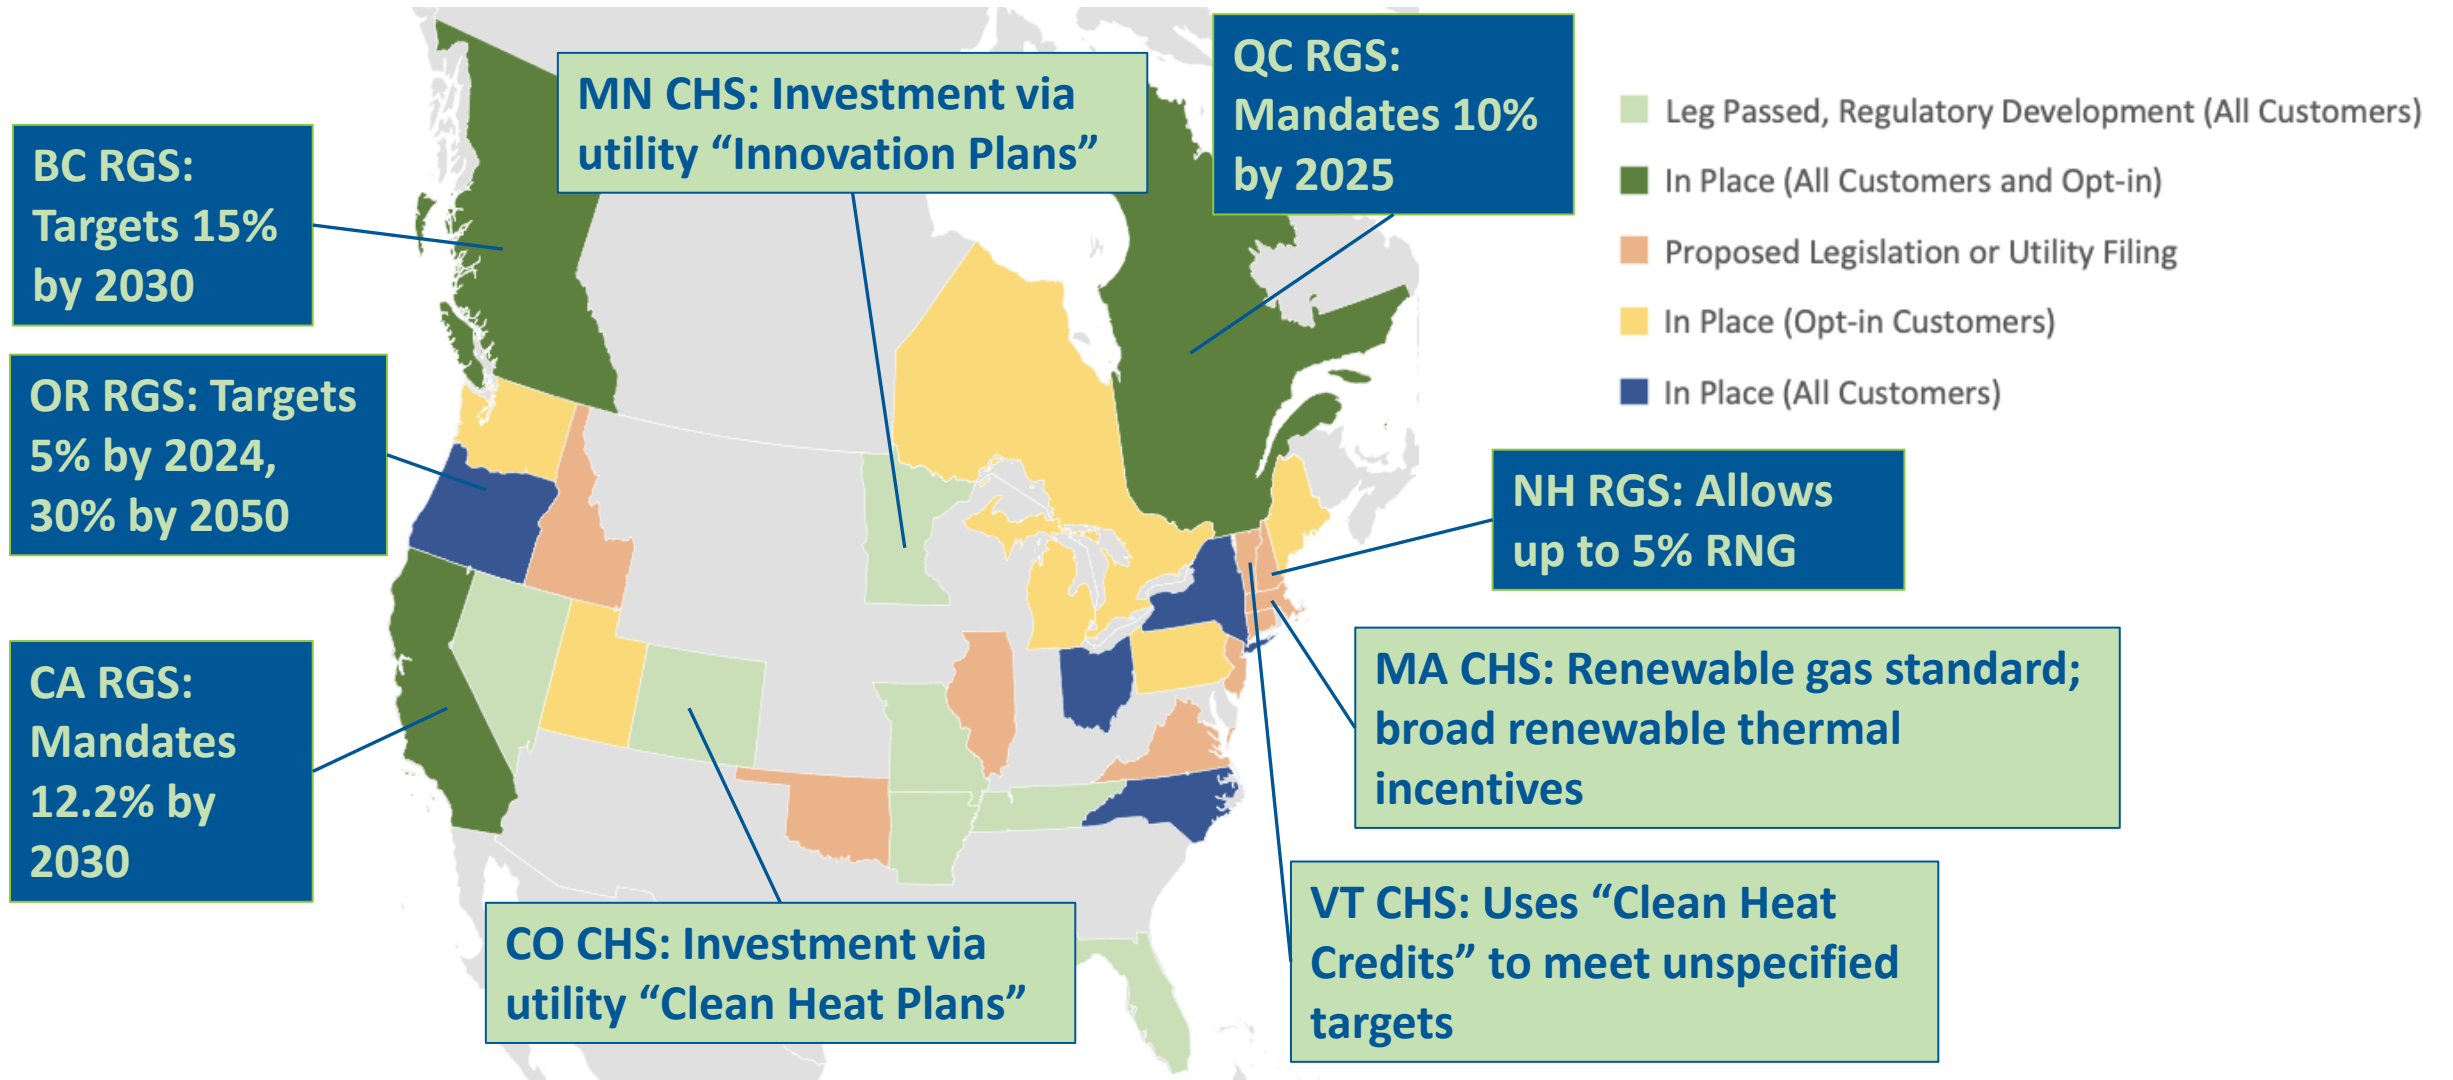 BC RGS:
Targets 15%
by 2030
OR RGS: Targets
5% by 2024,
30% by 2050
CA RGS:
Mandates
12.2% by
2030
MN CHS: Investment via
utility “Innovation Plans”
CO CHS: Investment via
utility “Clean Heat Plans”
QC RGS:
Mandates 10%
by 2025
Leg Passed, Regulatory Development (All Customers)
In Place (All Customers and Opt-in)
Proposed Legislation or Utility Filing
In Place (Opt-in Customers)
In Place (All Customers)
NH RGS: Allows
up to 5% RNG
MA CHS: Renewable gas standard;
broad renewable thermal
incentives
VT CHS: Uses “Clean Heat
Credits” to meet unspecified
targets